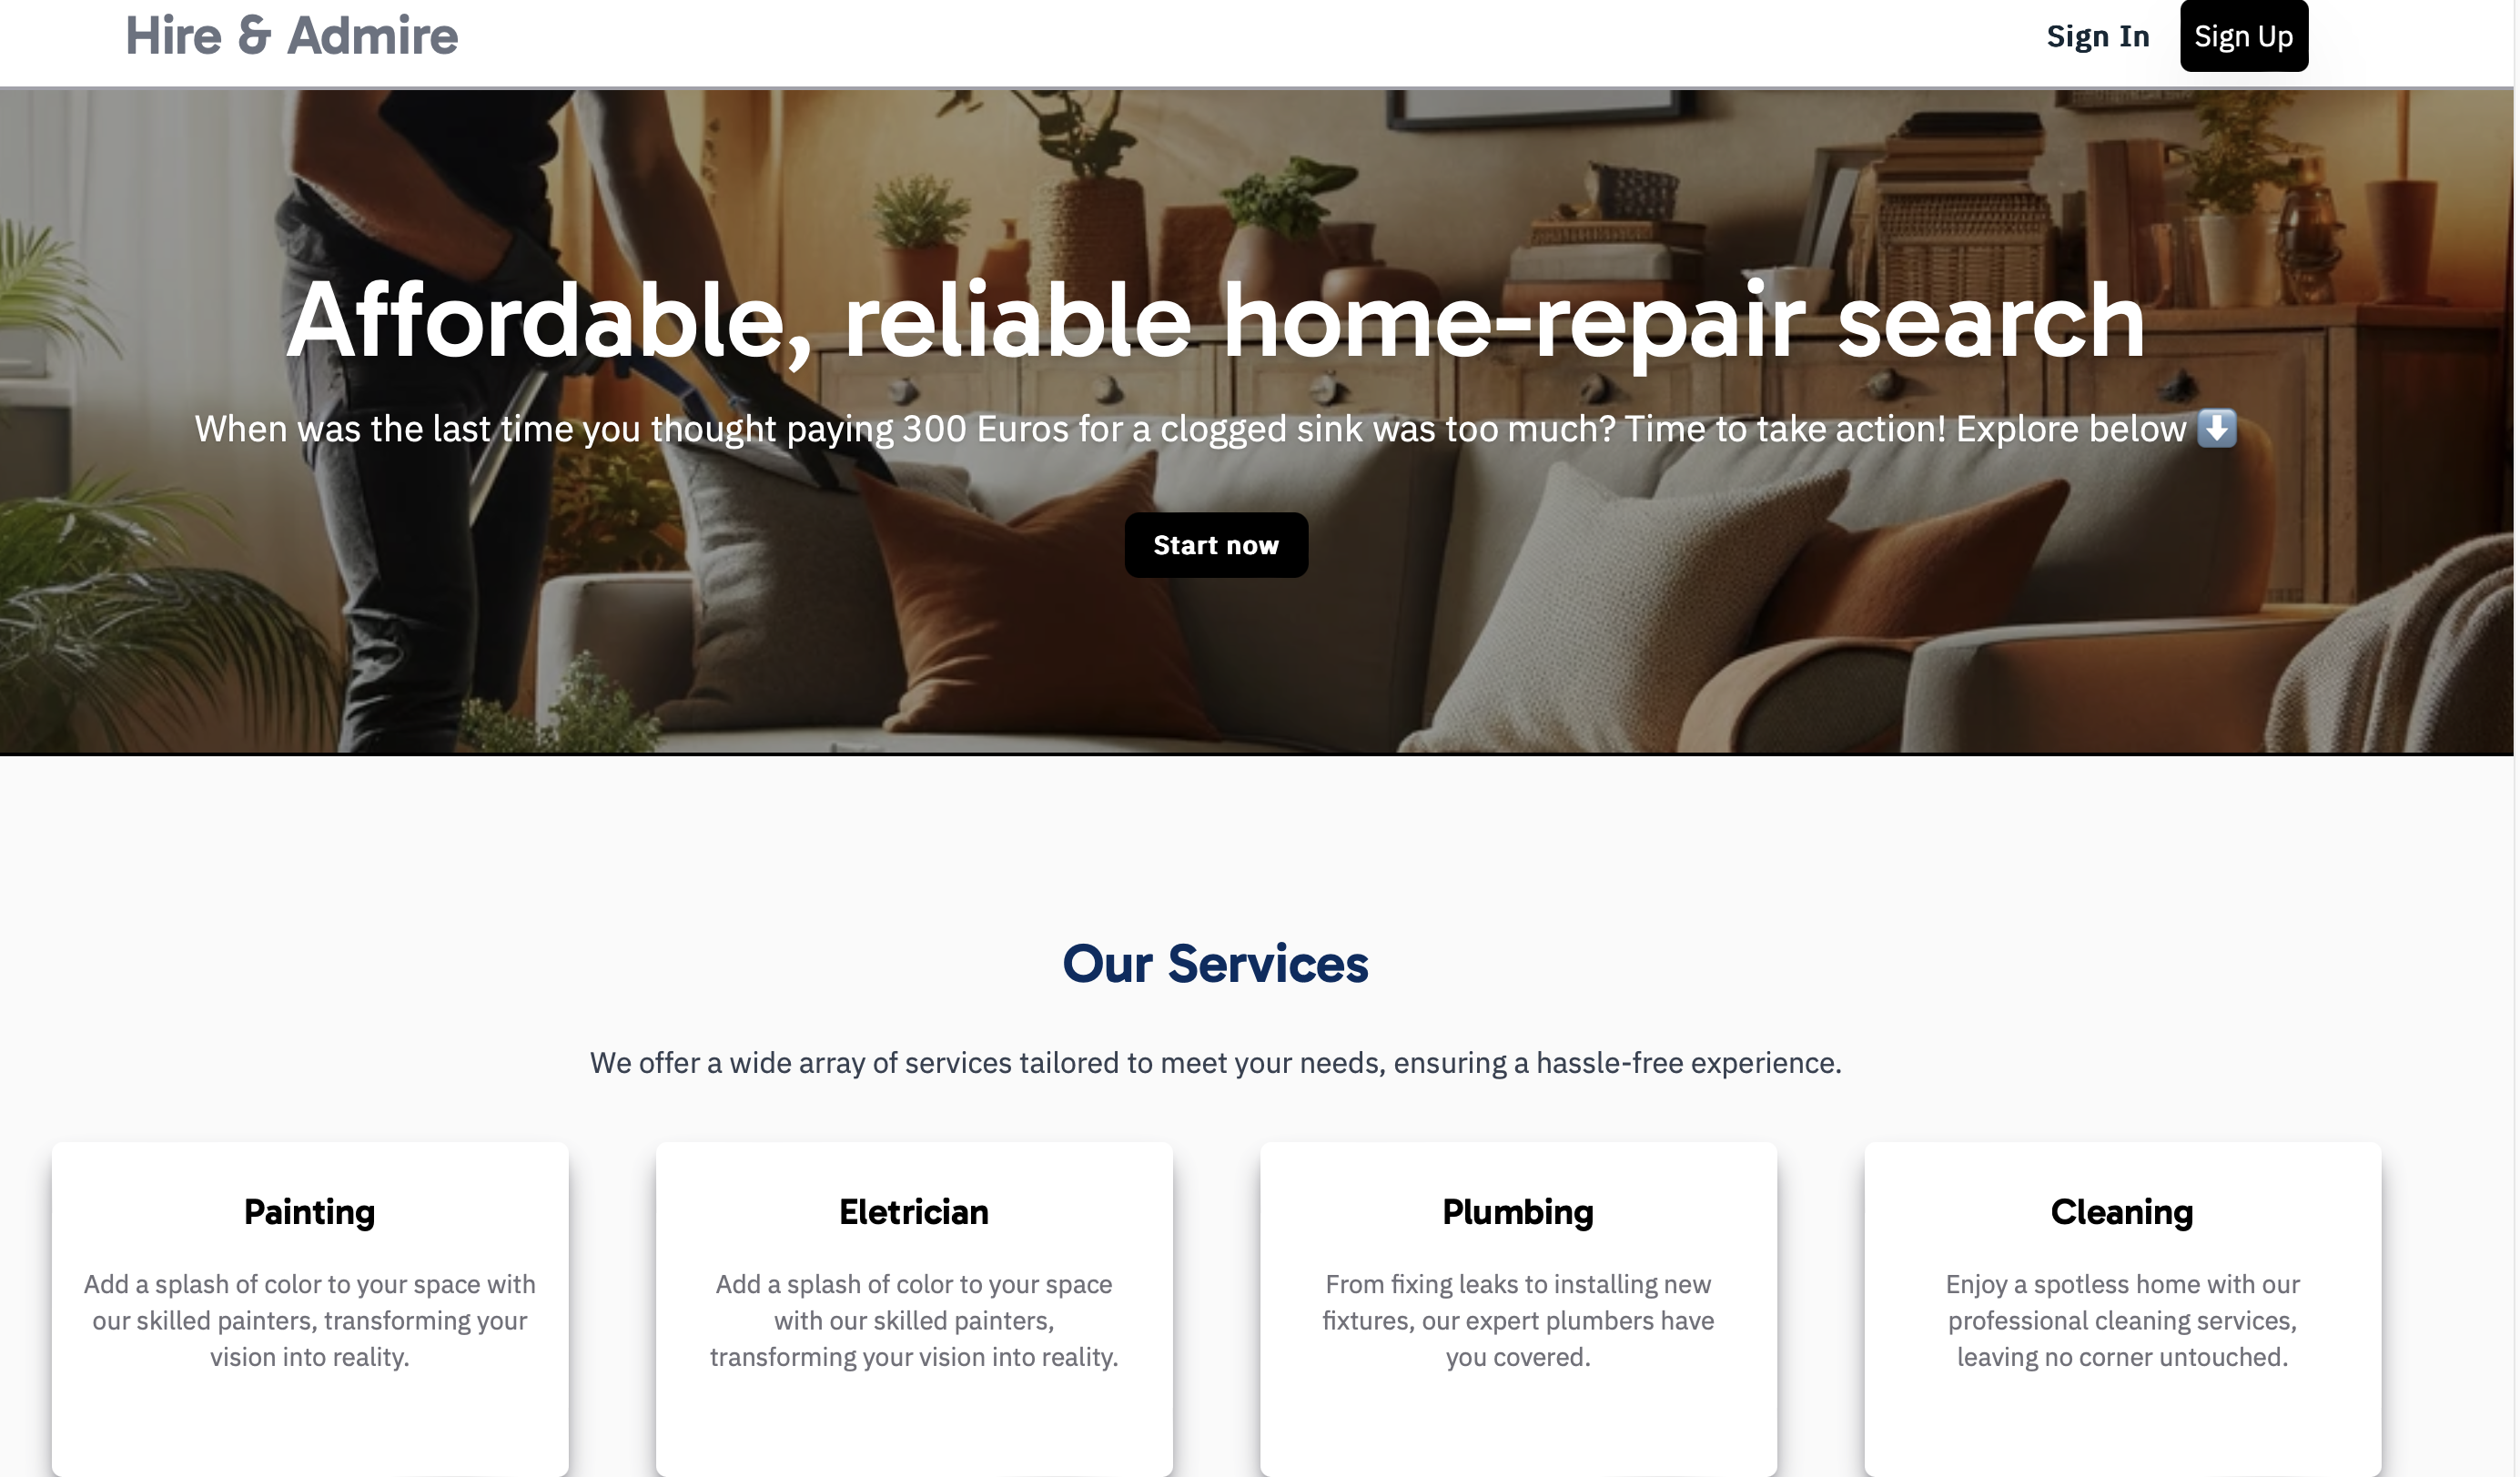 Hire & Admire
Sign In
Sign Up
Affordable, reliable home-repair search
When was the last time you thought paying 300 Euros for a clogged sink was too much? Time to take action! Explore below ⬇️
Start now
Our Services
We offer a wide array of services tailored to meet your needs, ensuring a hassle-free experience.
Painting
Add a splash of color to your space with
our skilled painters, transforming your
vision into reality.
Eletrician
Add a splash of color to your space
with our skilled painters,
transforming your vision into reality.
Plumbing
From fixing leaks to installing new
fixtures, our expert plumbers have
you covered.
Cleaning
Enjoy a spotless home with our
professional cleaning services,
leaving no corner untouched.